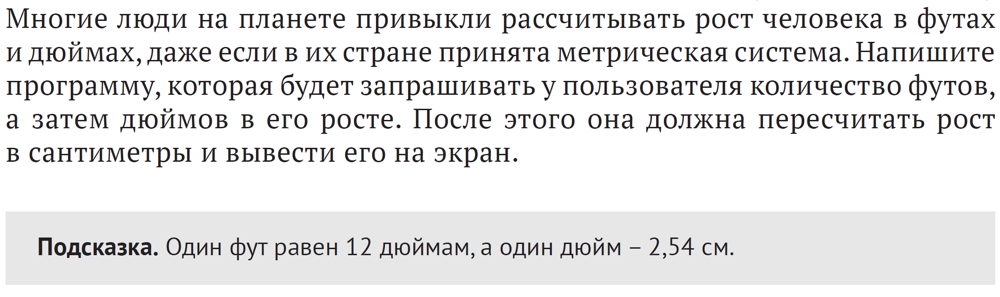 Многие люди на планете привыкли рассчитывать рост человека в футах
и дюймах, даже если в их стране принята метрическая система. Напишите
программу, которая будет запрашивать у пользователя количество футов,
а затем дюймов в его росте. После этого она должна пересчитать рост
в сантиметры и вывести его на экран.
Подсказка. Один фут равен 12 дюймам, а один дюйм – 2,54 см.